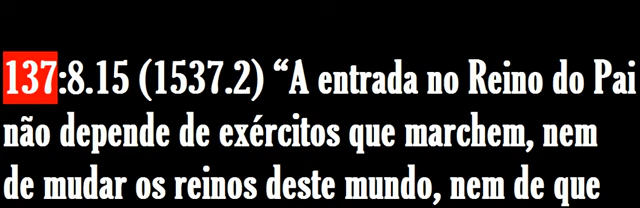 137:8.15 (1537.2) “A entrada no Reino do Pai
não depende de exércitos que marchem, nem
de mudar os reinos deste mundo, nem de que